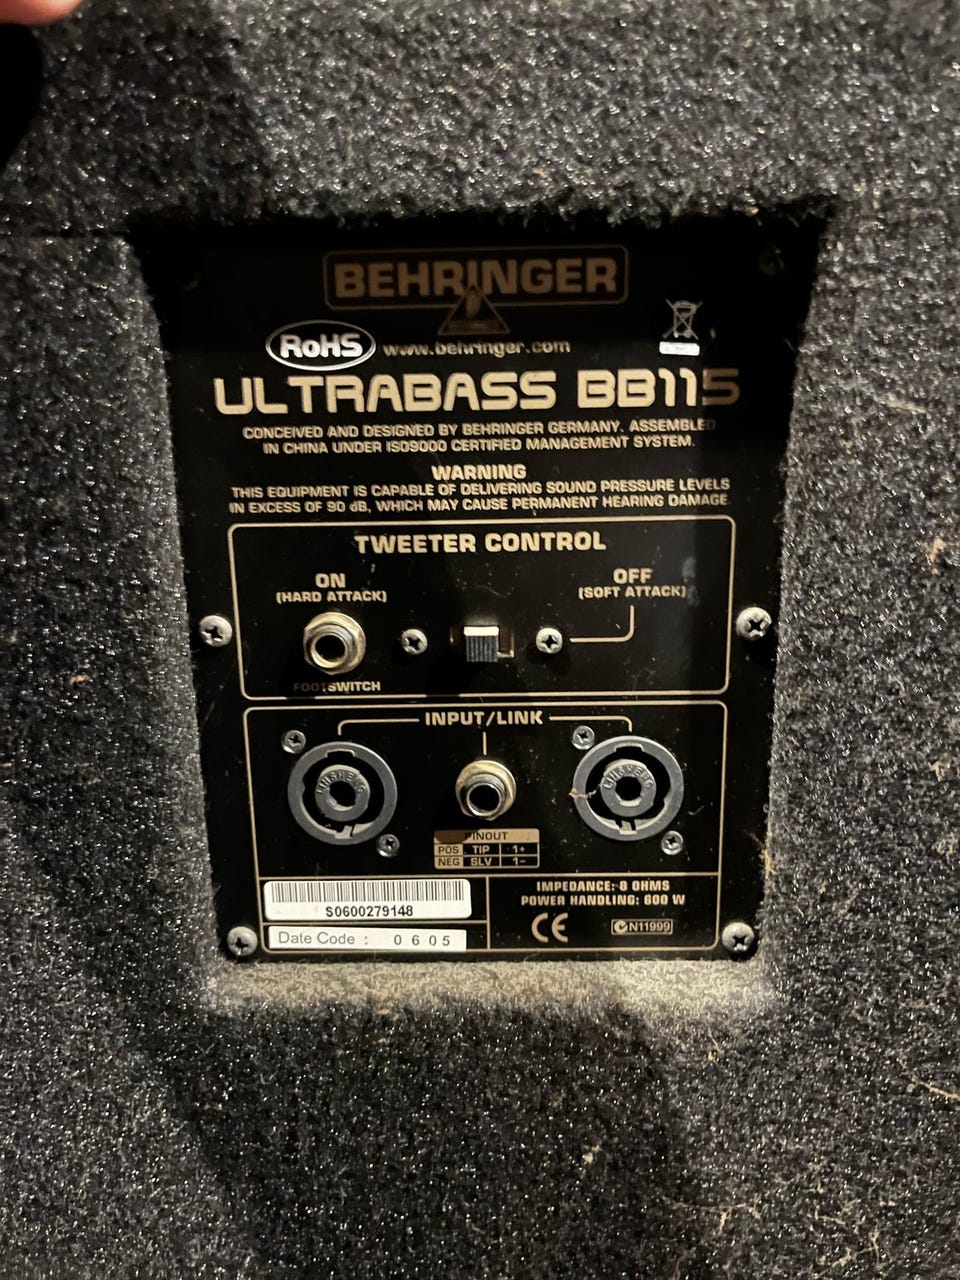 BEHRINGER
RoHS www.behringer.com
ULTRABASS BB115
CONCEIVED AND DESIGNED BY BEHRINGER GERMANY. ASSEMBLED
IN CHINA UNDER ISO9000 CERTIFIED MANAGEMENT SYSTEM.
WARNING
THIS EQUIPMENT IS CAPABLE OF DELIVERING SOUND PRESSURE LEVELS
IN EXCESS OF 90 dB, WHICH MAY CAUSE PERMANENT HEARING DAMAGE.
TWEETER CONTROL
ON
(HARD ATTACK)
OFF
(SOFT ATTACK)
FOOTSWITCH
INPUT/LINK
PINOUT
POS TIP 1+
NEG SLV 1-
S0600279148
Date Code : 0605
IMPEDANCE: 8 OHMS
POWER HANDLING: 600 W
CE N11999